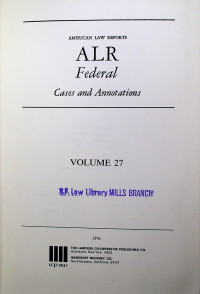 AMERICAN LAW REPORTS
ALR
Federal
Cases and Annotations
VOLUME 27
S.F. Law Library MILLS BRANCH
1976
THE LAWYERS CO-OPERATIVE PUBLISHING CO.
Rochester, New York 14603
BANCROFT-WHITNEY CO.
San Francisco, California 94107